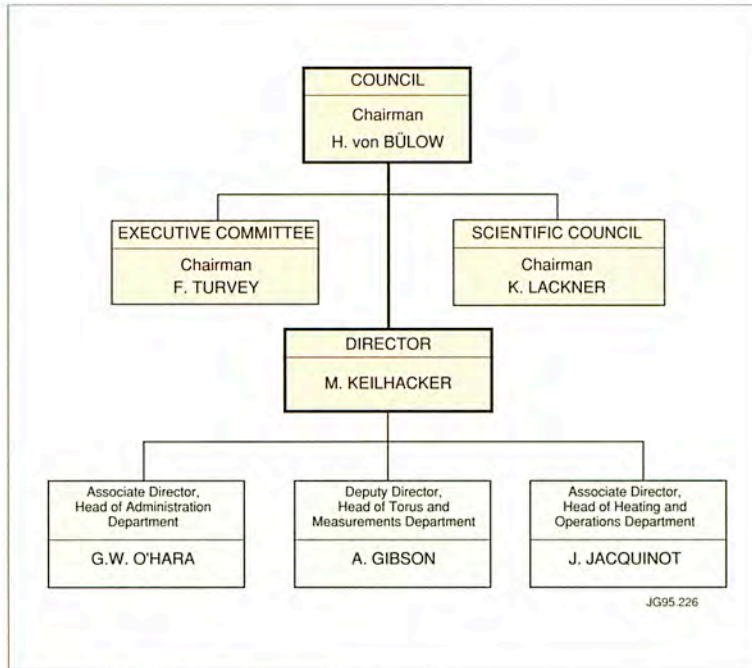 COUNCIL
Chairman
H. von BÜLOW
EXECUTIVE COMMITTEE
Chairman
F. TURVEY
SCIENTIFIC COUNCIL
Chairman
K. LACKNER
DIRECTOR
M. KEILHACKER
Associate Director,
Head of Administration
Department
G.W. O'HARA
Deputy Director,
Head of Torus and
Measurements Department
A. GIBSON
Associate Director,
Head of Heating and
Operations Department
J. JACQUINOT
JG95.226